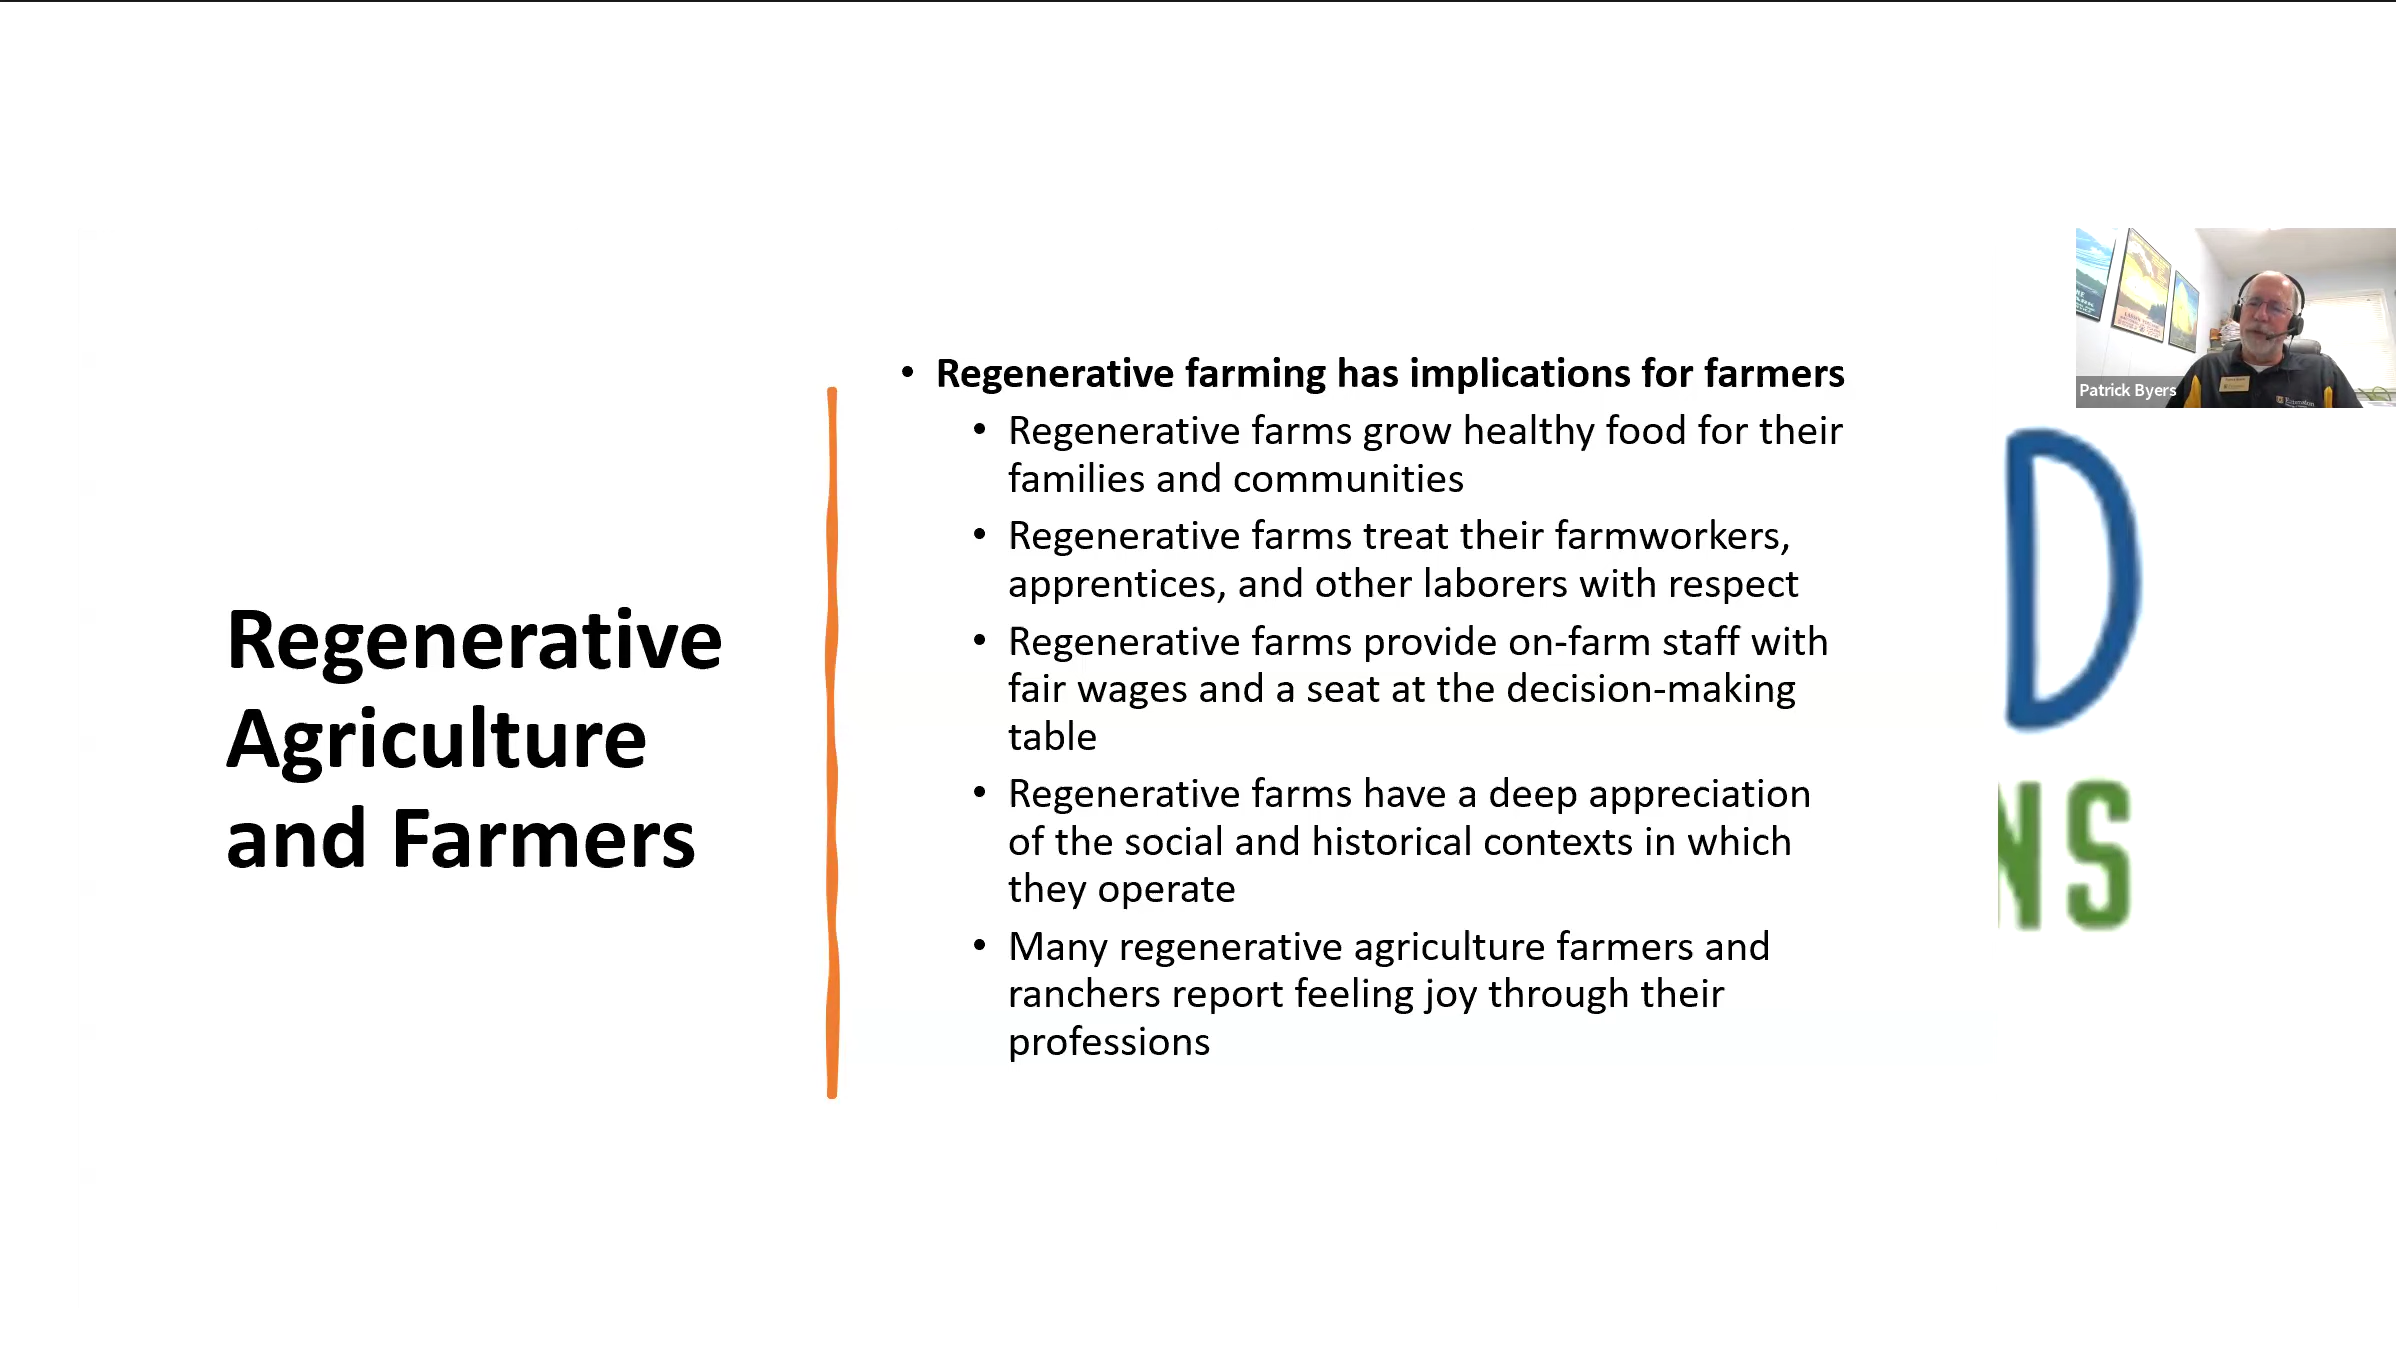 Regenerative
Agriculture
and Farmers
• Regenerative farming has implications for farmers
• Regenerative farms grow healthy food for their
families and communities
• Regenerative farms treat their farmworkers,
apprentices, and other laborers with respect
• Regenerative farms provide on-farm staff with
fair wages and a seat at the decision-making
table
• Regenerative farms have a deep appreciation
of the social and historical contexts in which
they operate
• Many regenerative agriculture farmers and
ranchers report feeling joy through their
professions
Patrick Byers
Extension
D
NS